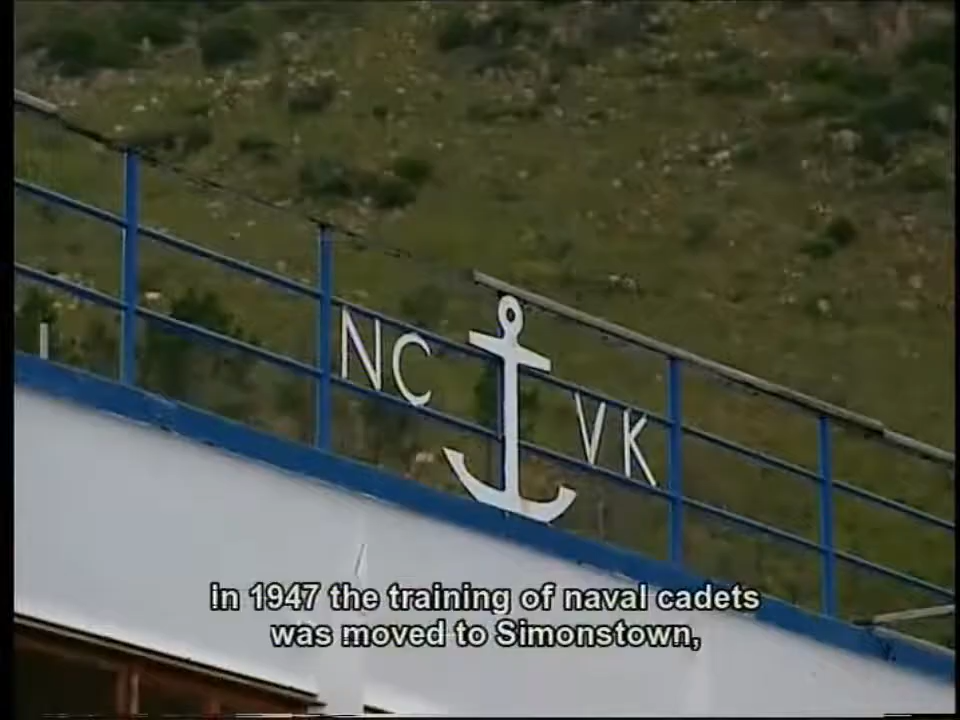 NC VK
in 1947 the training of naval cadets
was moved to Simonstown,